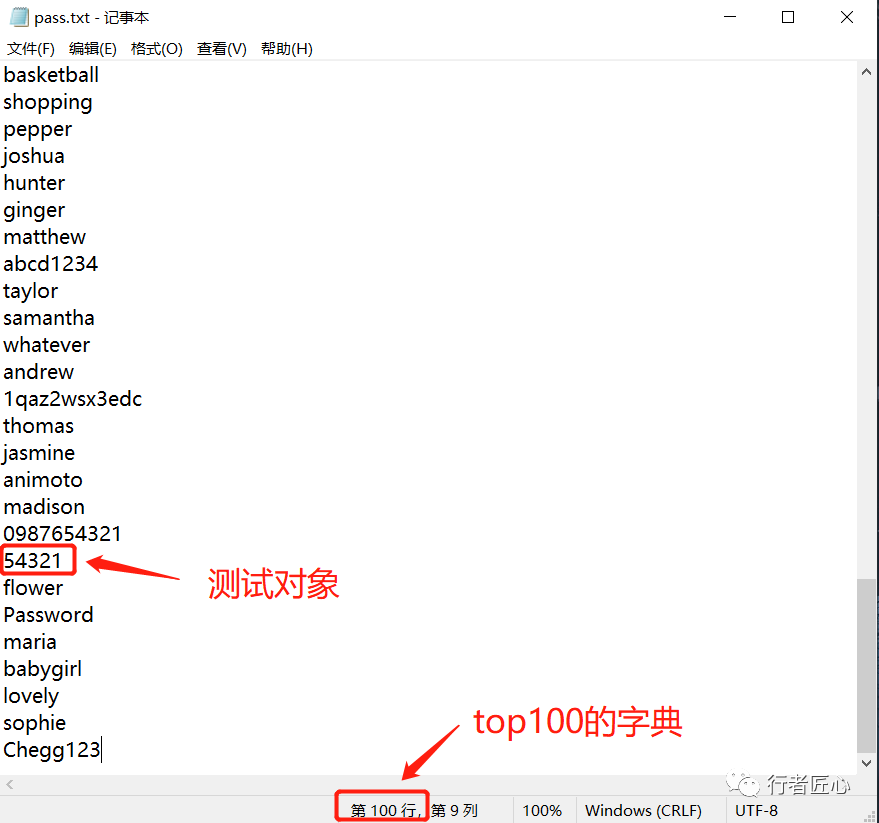 pass.txt - 记事本
文件(F) 编辑(E) 格式(O) 查看(V) 帮助(H)
basketball
shopping
pepper
joshua
hunter
ginger
matthew
abcd1234
taylor
samantha
whatever
andrew
1qaz2wsx3edc
thomas
jasmine
animoto
madison
0987654321
54321
测试对象
flower
Password
maria
babygirl
lovely
sophie
top100的字典
Chegg123
行者匠心
第 100 行, 第 9 列 100% Windows (CRLF) UTF-8